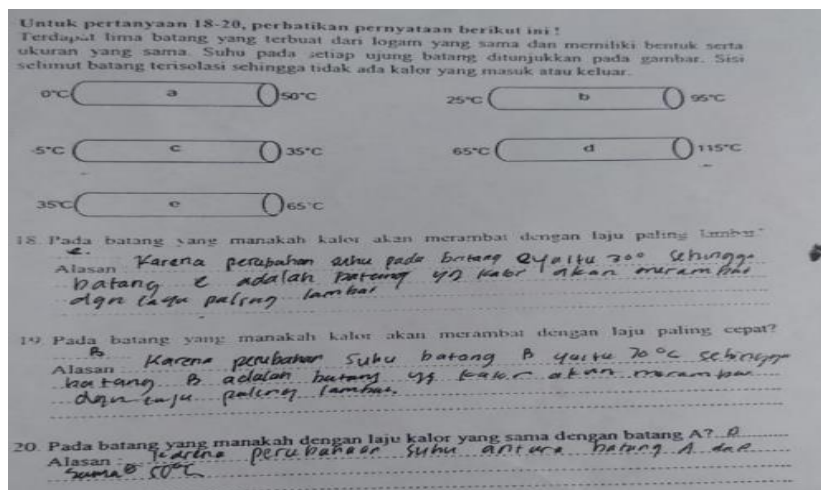 Untuk pertanyaan 18-20, perhatikan pernyataan berikut ini !
Terdapat lima batang yang terbuat dari logam yang sama dan memiliki bentuk serta
ukuran yang sama. Suhu pada setiap ujung batang ditunjukkan pada gambar. Sisi
selimut batang terisolasi sehingga tidak ada kalor yang masuk atau keluar.
0°C a 50°C 25°C b 95°C
-5°C c 35°C 65°C d 115°C
35°C e 65°C
18. Pada batang yang manakah kalor akan merambat dengan laju paling lambat?
e.
Alasan Karena perubahan suhu pada batang e yaitu 30° sehingga
batang e adalah batang yg kalor akan merambat
dgn laju paling lambat
19. Pada batang yang manakah kalor akan merambat dengan laju paling cepat?
B
Alasan Karena perubahan suhu batang B yaitu 70°C sehingga
batang B adalah batang yg kalor akan merambat
dgn laju paling lambat.
20. Pada batang yang manakah dengan laju kalor yang sama dengan batang A? D
Alasan Karena perubahan suhu antara batang A dan
sama 50°C